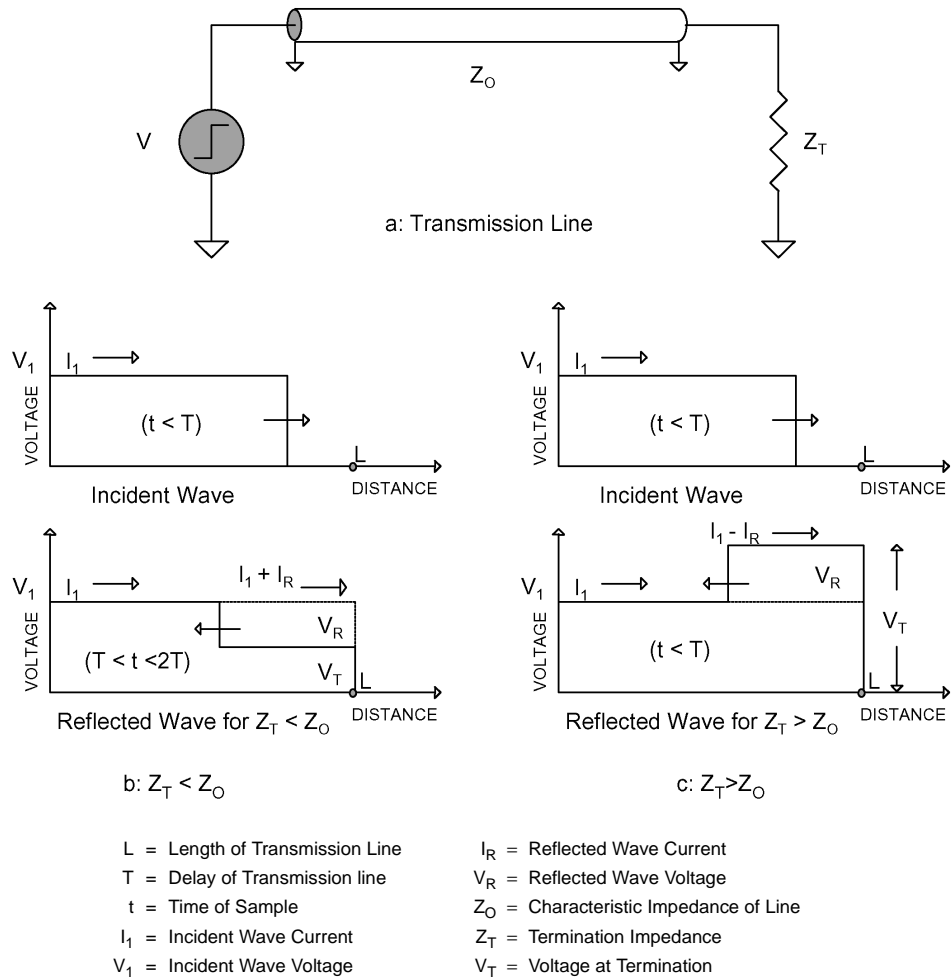 V
Z_O
Z_T
a: Transmission Line
V_1
I_1
VOLTAGE
(t < T)
L
Incident Wave
DISTANCE
V_1
I_1
VOLTAGE
(t < T)
L
Incident Wave
DISTANCE
V_1
I_1
I_1 + I_R
VOLTAGE
V_R
(T < t <2T)
V_T
L
DISTANCE
Reflected Wave for Z_T < Z_O
V_1
I_1
I_1 - I_R
VOLTAGE
V_R
V_T
(t < T)
L
DISTANCE
Reflected Wave for Z_T > Z_O
b: Z_T < Z_O
c: Z_T>Z_O
L = Length of Transmission Line
T = Delay of Transmission line
t = Time of Sample
I_1 = Incident Wave Current
V_1 = Incident Wave Voltage
I_R = Reflected Wave Current
V_R = Reflected Wave Voltage
Z_O = Characteristic Impedance of Line
Z_T = Termination Impedance
V_T = Voltage at Termination